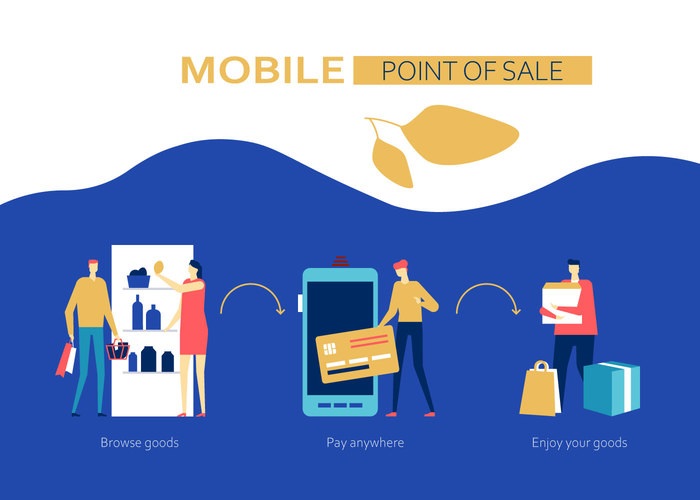 MOBILE POINT OF SALE
Browse goods
Pay anywhere
Enjoy your goods